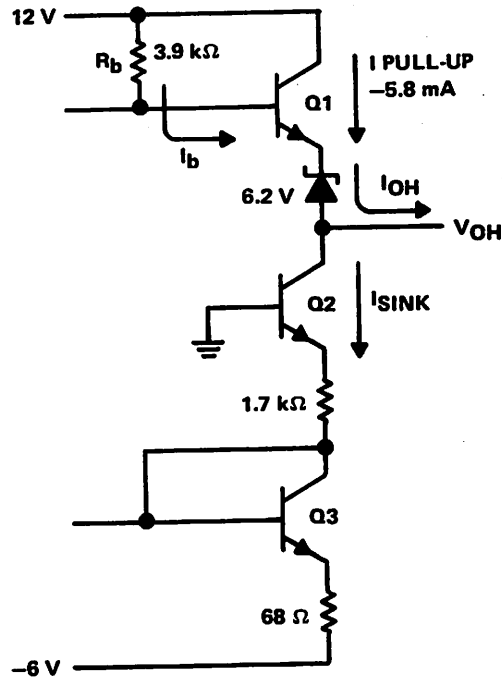 12 V
Rb 3.9 kΩ
I PULL-UP
–5.8 mA
Q1
Ib
6.2 V
IOH
VOH
Q2
ISINK
1.7 kΩ
Q3
68 Ω
–6 V